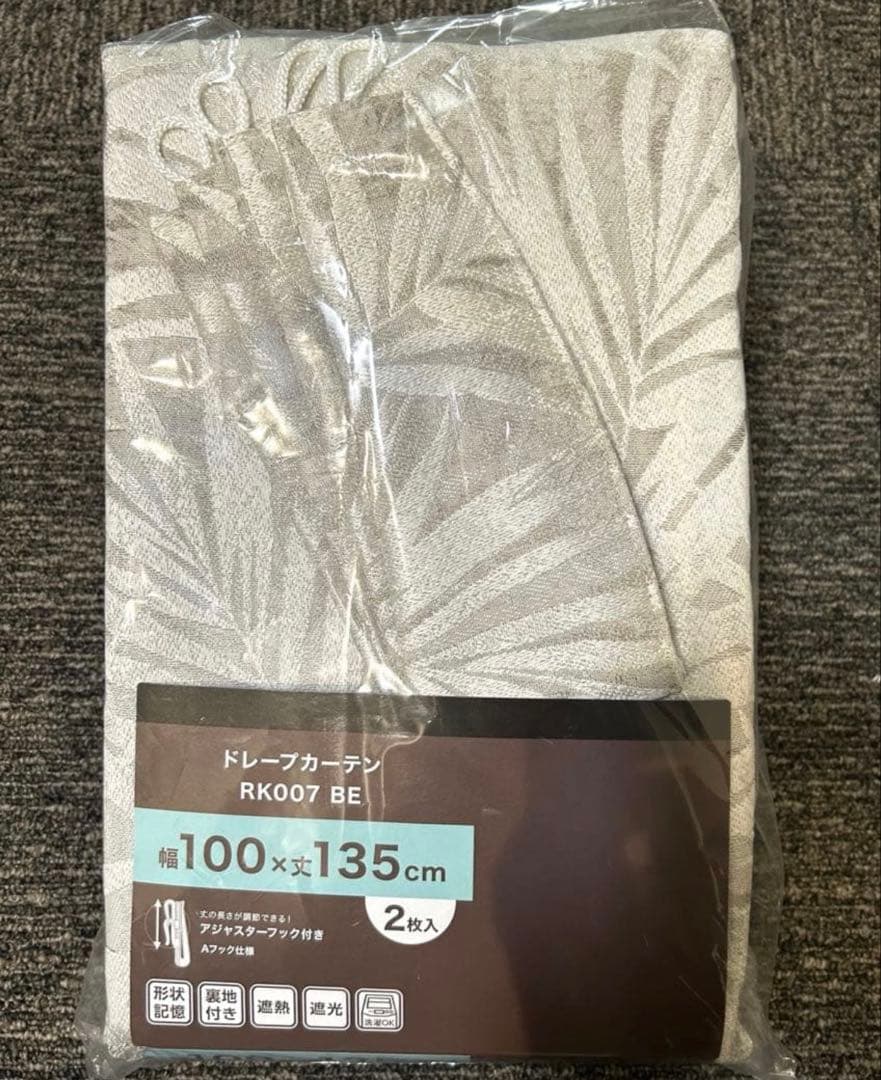 ドレープカーテン
RK007 BE
幅100×丈135cm
2枚入
丈の長さが調節できる!
アジャスターフック付き
Aフック仕様
形状記憶
裏地付き
遮熱
遮光
洗濯OK